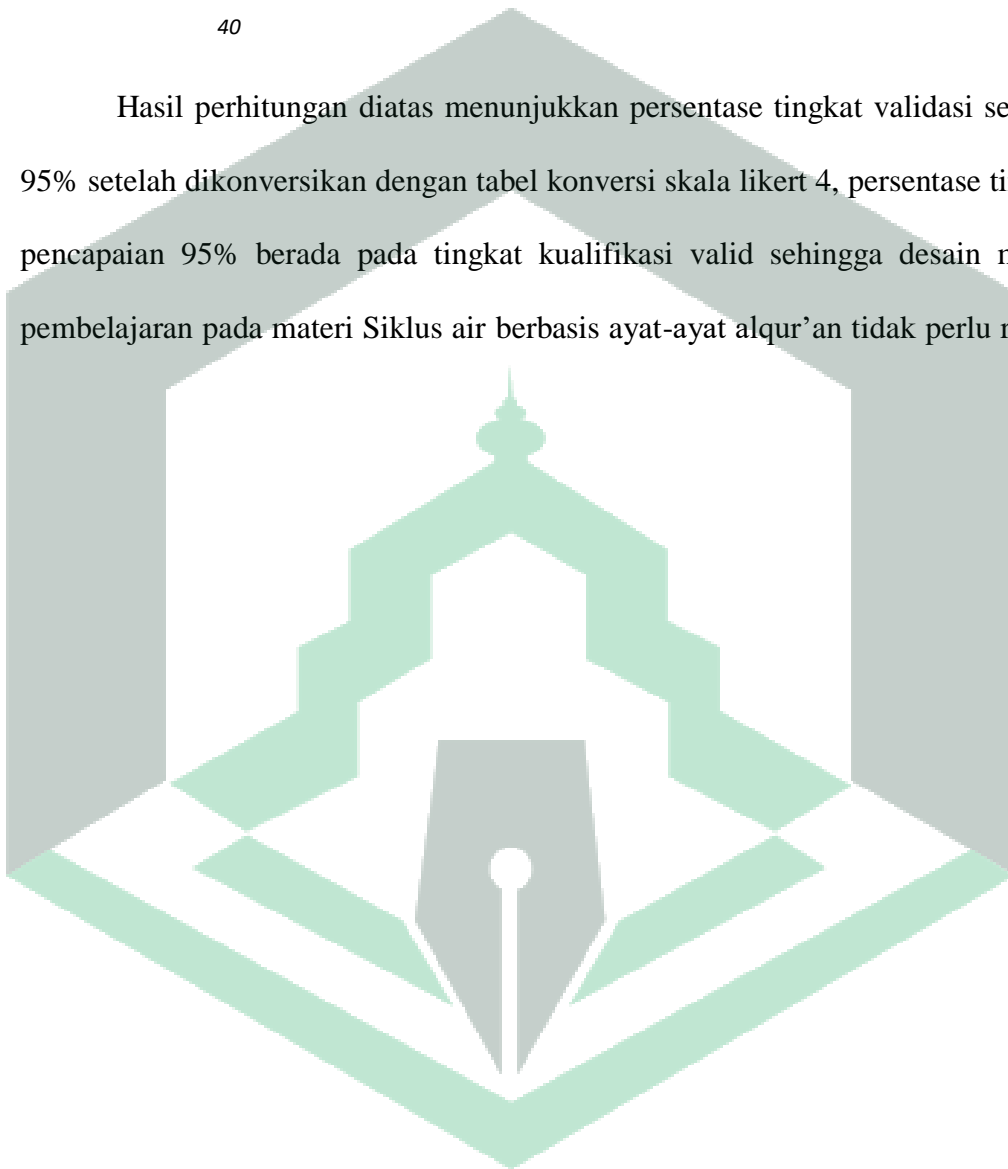 40
Hasil perhitungan diatas menunjukkan persentase tingkat validasi
95% setelah dikonversikan dengan tabel konversi skala likert 4, persentase
pencapaian 95% berada pada tingkat kualifikasi valid sehingga desain
pembelajaran pada materi Siklus air berbasis ayat-ayat alqur’an tidak perlu